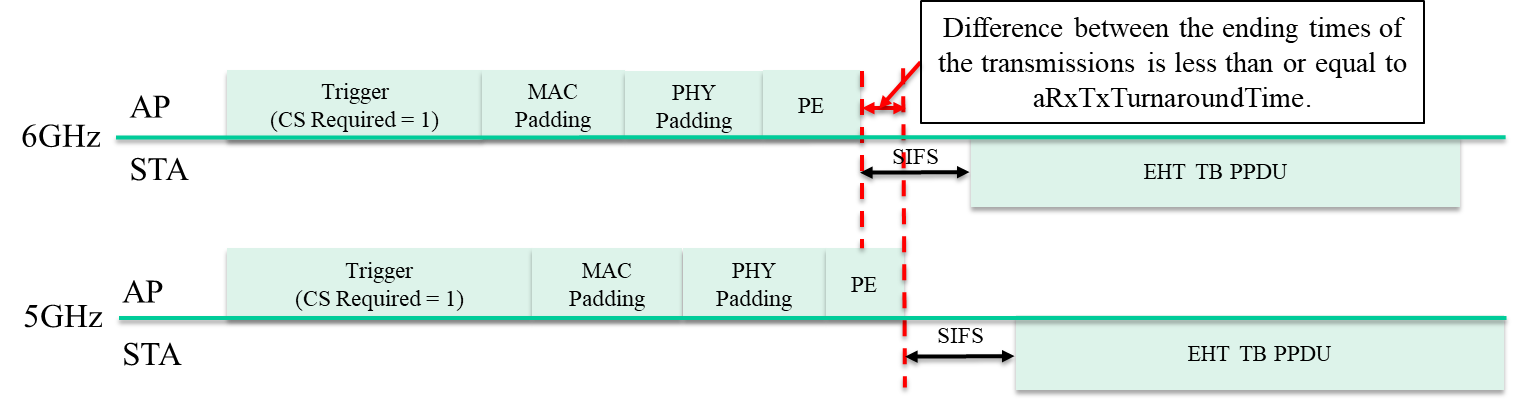 Difference between the ending times of
the transmissions is less than or equal to
aRxTxTurnaroundTime.
6GHz
AP
STA
Trigger
(CS Required = 1)
MAC
Padding
PHY
Padding
PE
SIFS
EHT TB PPDU
5GHz
AP
STA
Trigger
(CS Required = 1)
MAC
Padding
PHY
Padding
PE
SIFS
EHT TB PPDU